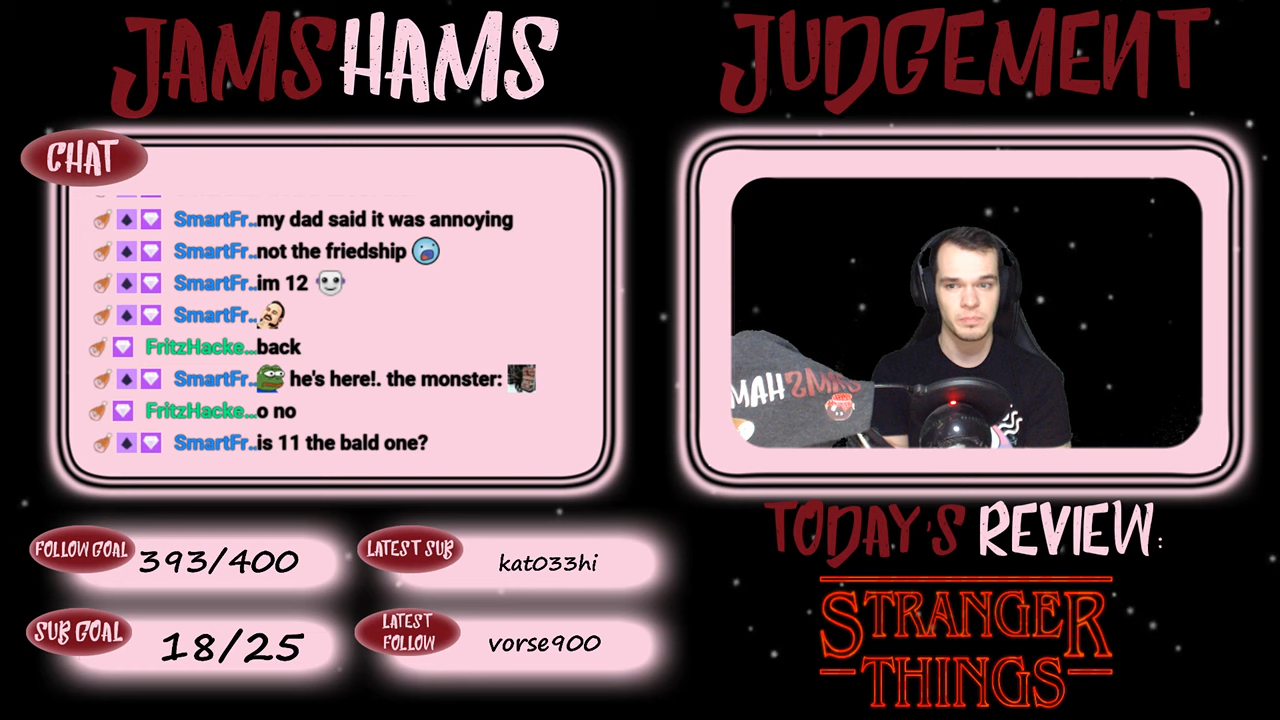 JAMSHAMS
JUDGEMENT
CHAT
SmartFr..my dad said it was annoying
SmartFr..not the friedship
SmartFr..im 12
SmartFr..
FritzHacke...back
SmartFr.. he's here!. the monster:
FritzHacke...o no
SmartFr..is 11 the bald one?
FOLLOW GOAL 393/400
LATEST SUB kat033hi
SUB GOAL 18/25
LATEST
FOLLOW
vorse900
TODAY'S REVIEW:
STRANGER
THINGS